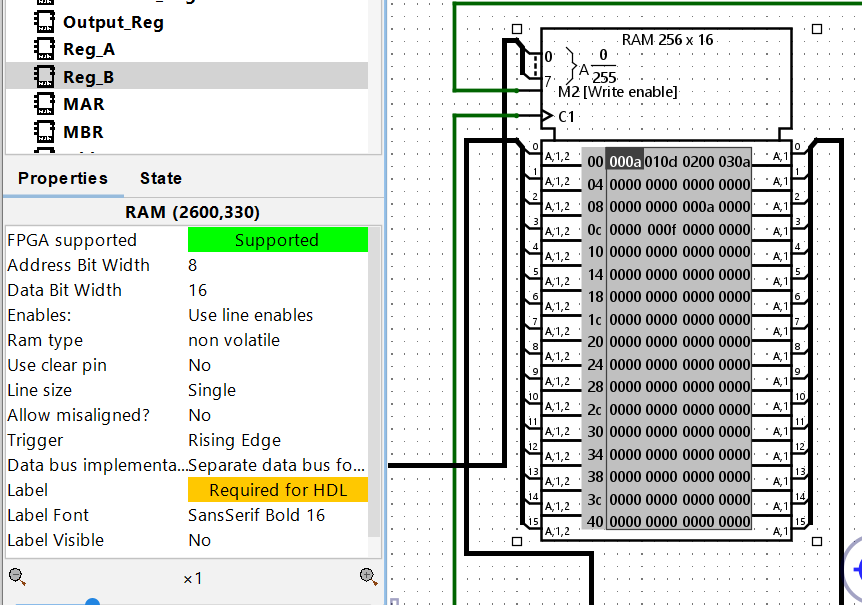 Output_Reg
Reg_A
Reg_B
MAR
MBR
Properties State
RAM (2600,330)
FPGA supported Supported
Address Bit Width 8
Data Bit Width 16
Enables: Use line enables
Ram type non volatile
Use clear pin No
Line size Single
Allow misaligned? No
Trigger Rising Edge
Data bus implementa...Separate data bus fo...
Label Required for HDL
Label Font SansSerif Bold 16
Label Visible No
×1
RAM 256 x 16
0
7
A 0
255
M2 [Write enable]
C1
0 A,1,2 00 000a 010d 0200 030a A,1 0
1 A,1,2 04 0000 0000 0000 0000 A,1 1
2 A,1,2 08 0000 0000 000a 0000 A,1 2
3 A,1,2 0c 0000 000f 0000 0000 A,1 3
4 A,1,2 10 0000 0000 0000 0000 A,1 4
5 A,1,2 14 0000 0000 0000 0000 A,1 5
6 A,1,2 18 0000 0000 0000 0000 A,1 6
7 A,1,2 1c 0000 0000 0000 0000 A,1 7
8 A,1,2 20 0000 0000 0000 0000 A,1 8
9 A,1,2 24 0000 0000 0000 0000 A,1 9
10 A,1,2 28 0000 0000 0000 0000 A,1 10
11 A,1,2 2c 0000 0000 0000 0000 A,1 11
12 A,1,2 30 0000 0000 0000 0000 A,1 12
13 A,1,2 34 0000 0000 0000 0000 A,1 13
14 A,1,2 38 0000 0000 0000 0000 A,1 14
15 A,1,2 3c 0000 0000 0000 0000 A,1 15
A,1,2 40 0000 0000 0000 0000 A,1